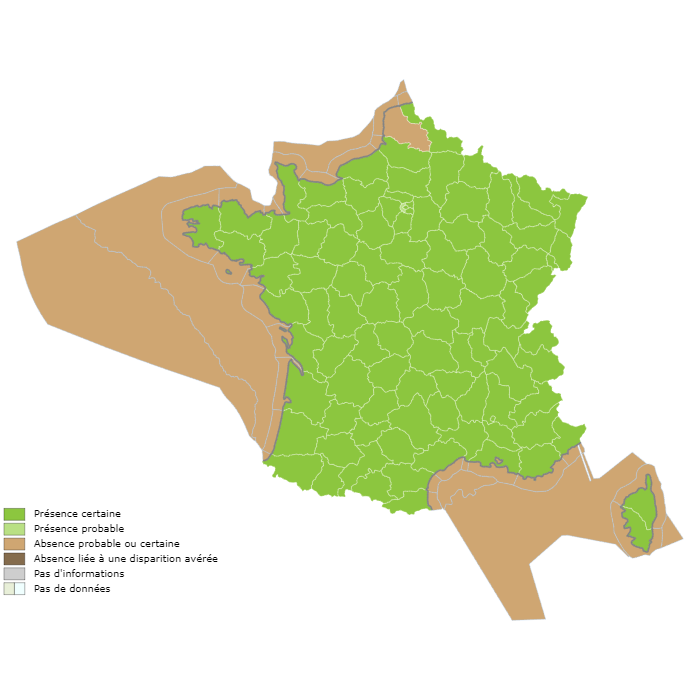 Présence certaine
Présence probable
Absence probable ou certaine
Absence liée à une disparition avérée
Pas d'informations
Pas de données